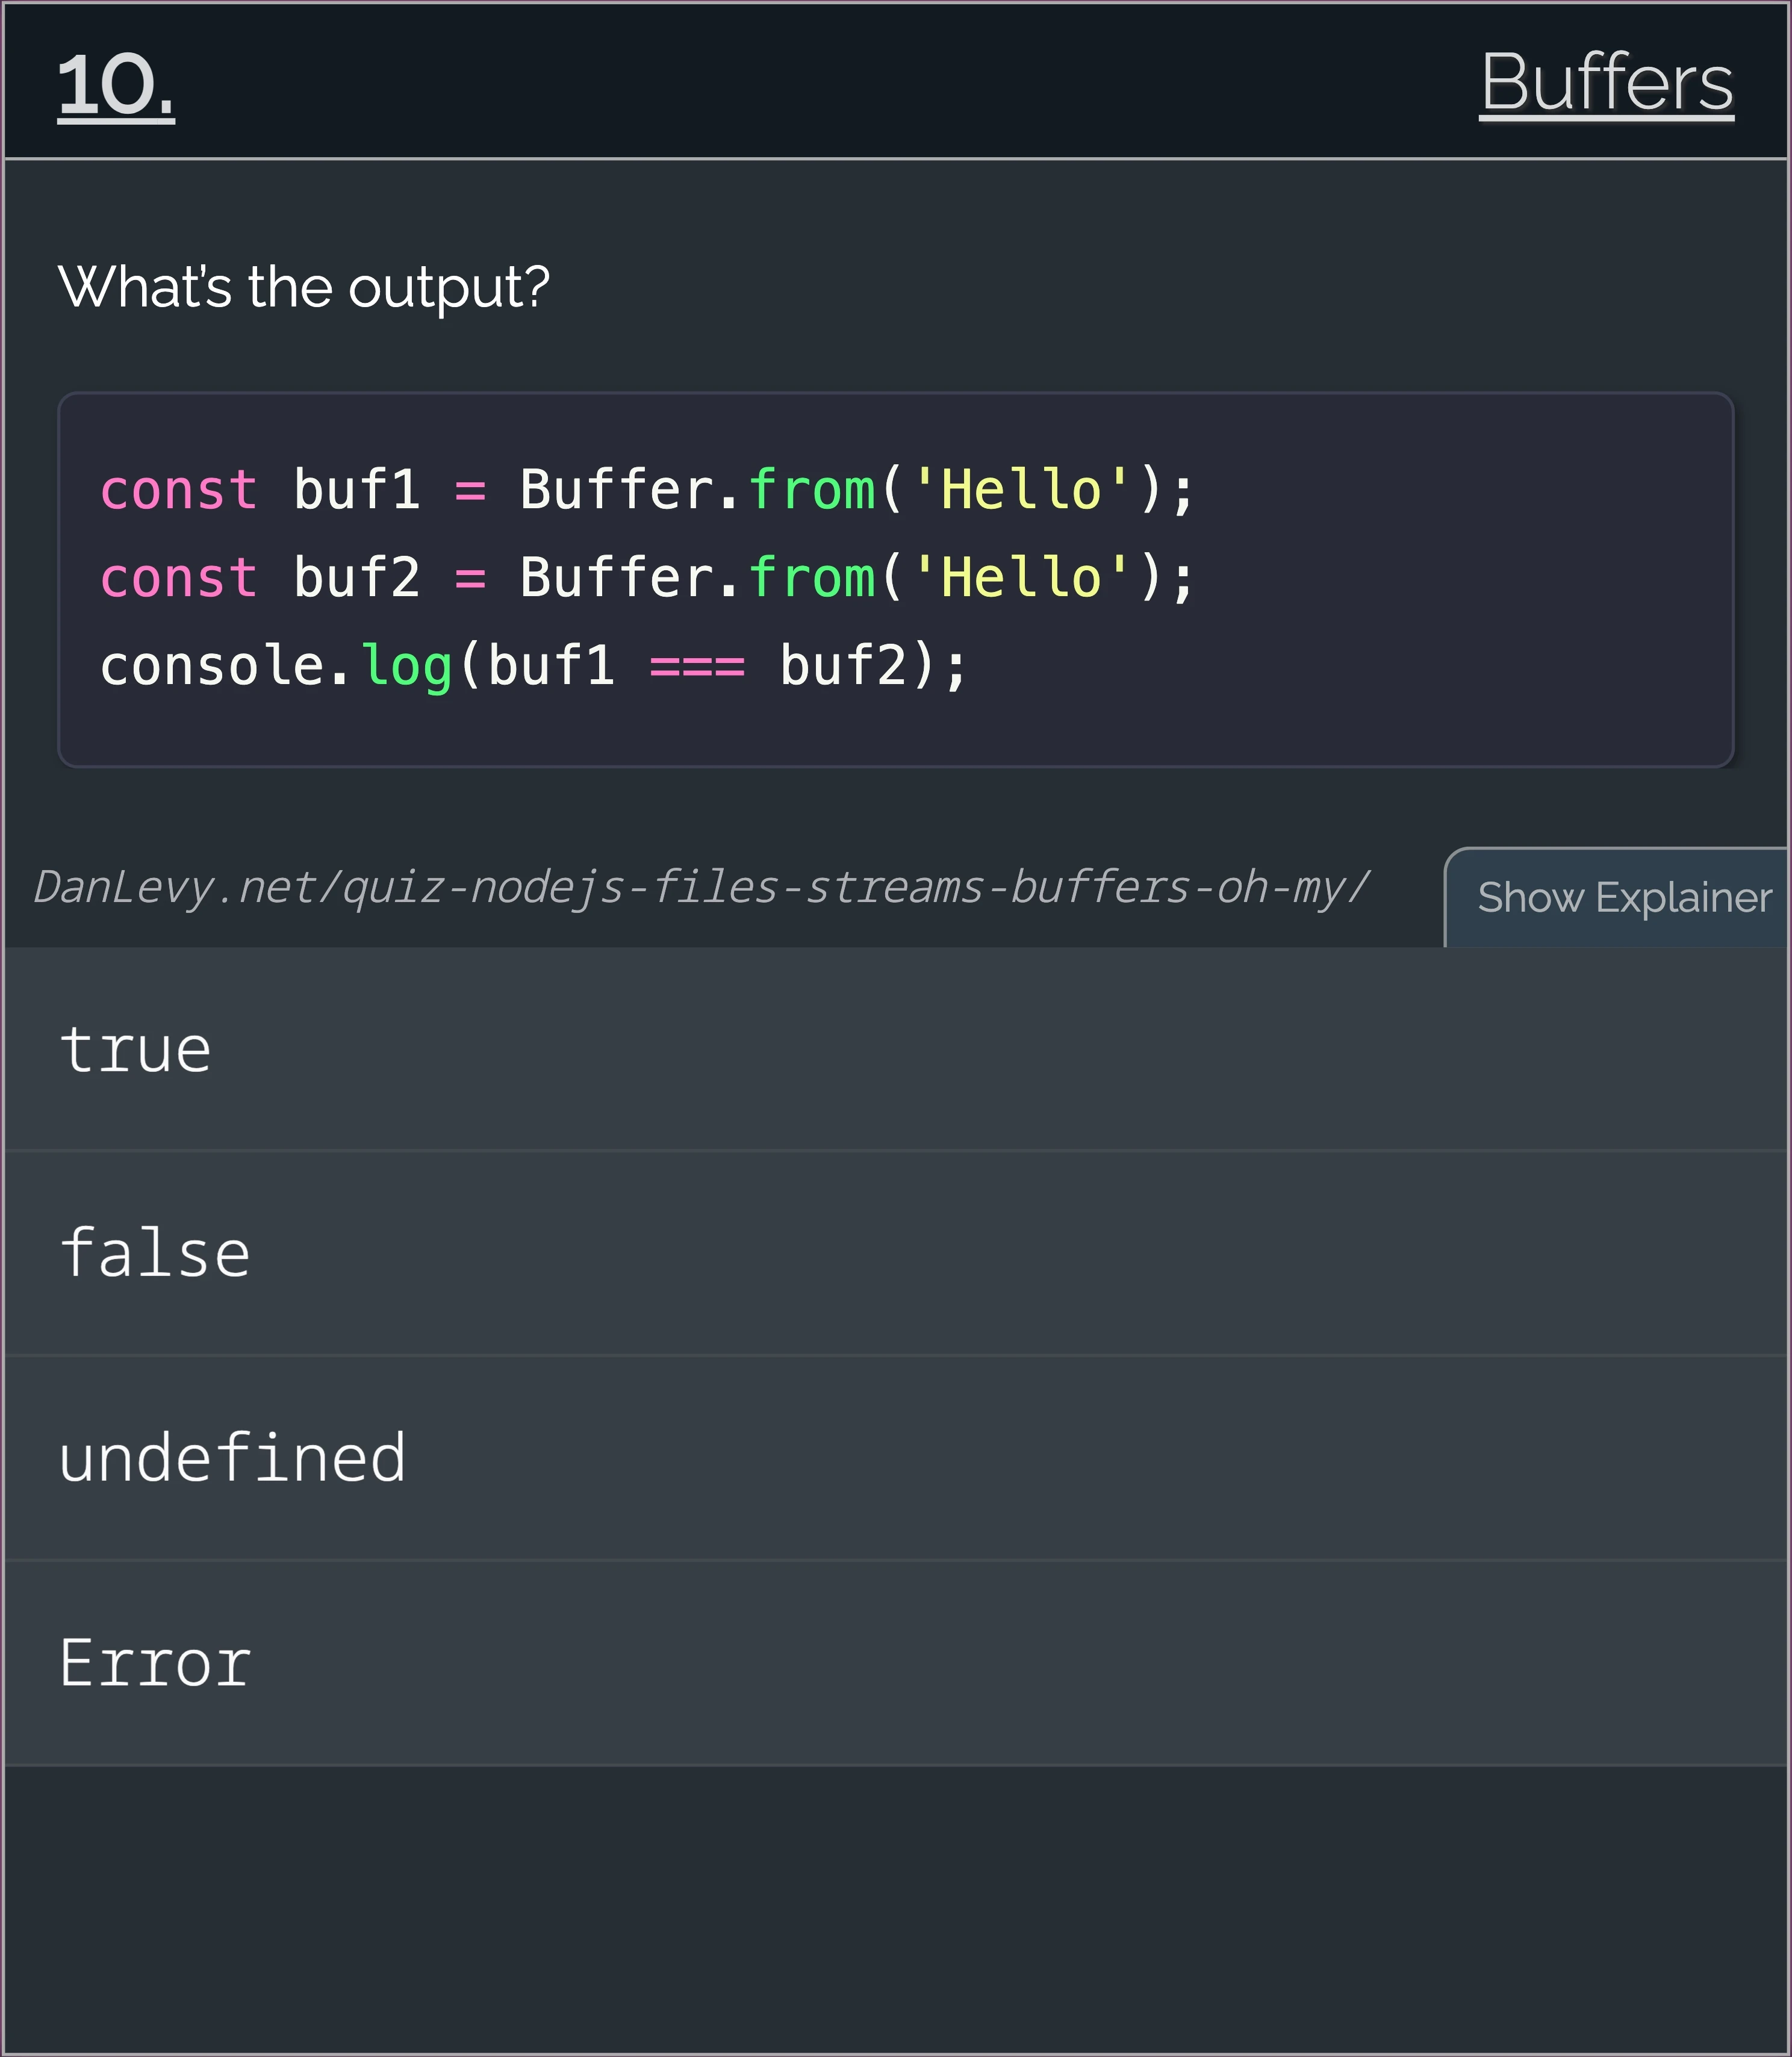 10.
Buffers
What's the output?
const buf1 = Buffer.from('Hello');
const buf2 = Buffer.from('Hello');
console.log(buf1 === buf2);
DanLevy.net/quiz-nodejs-files-streams-buffers-oh-my/
Show Explainer
true
false
undefined
Error